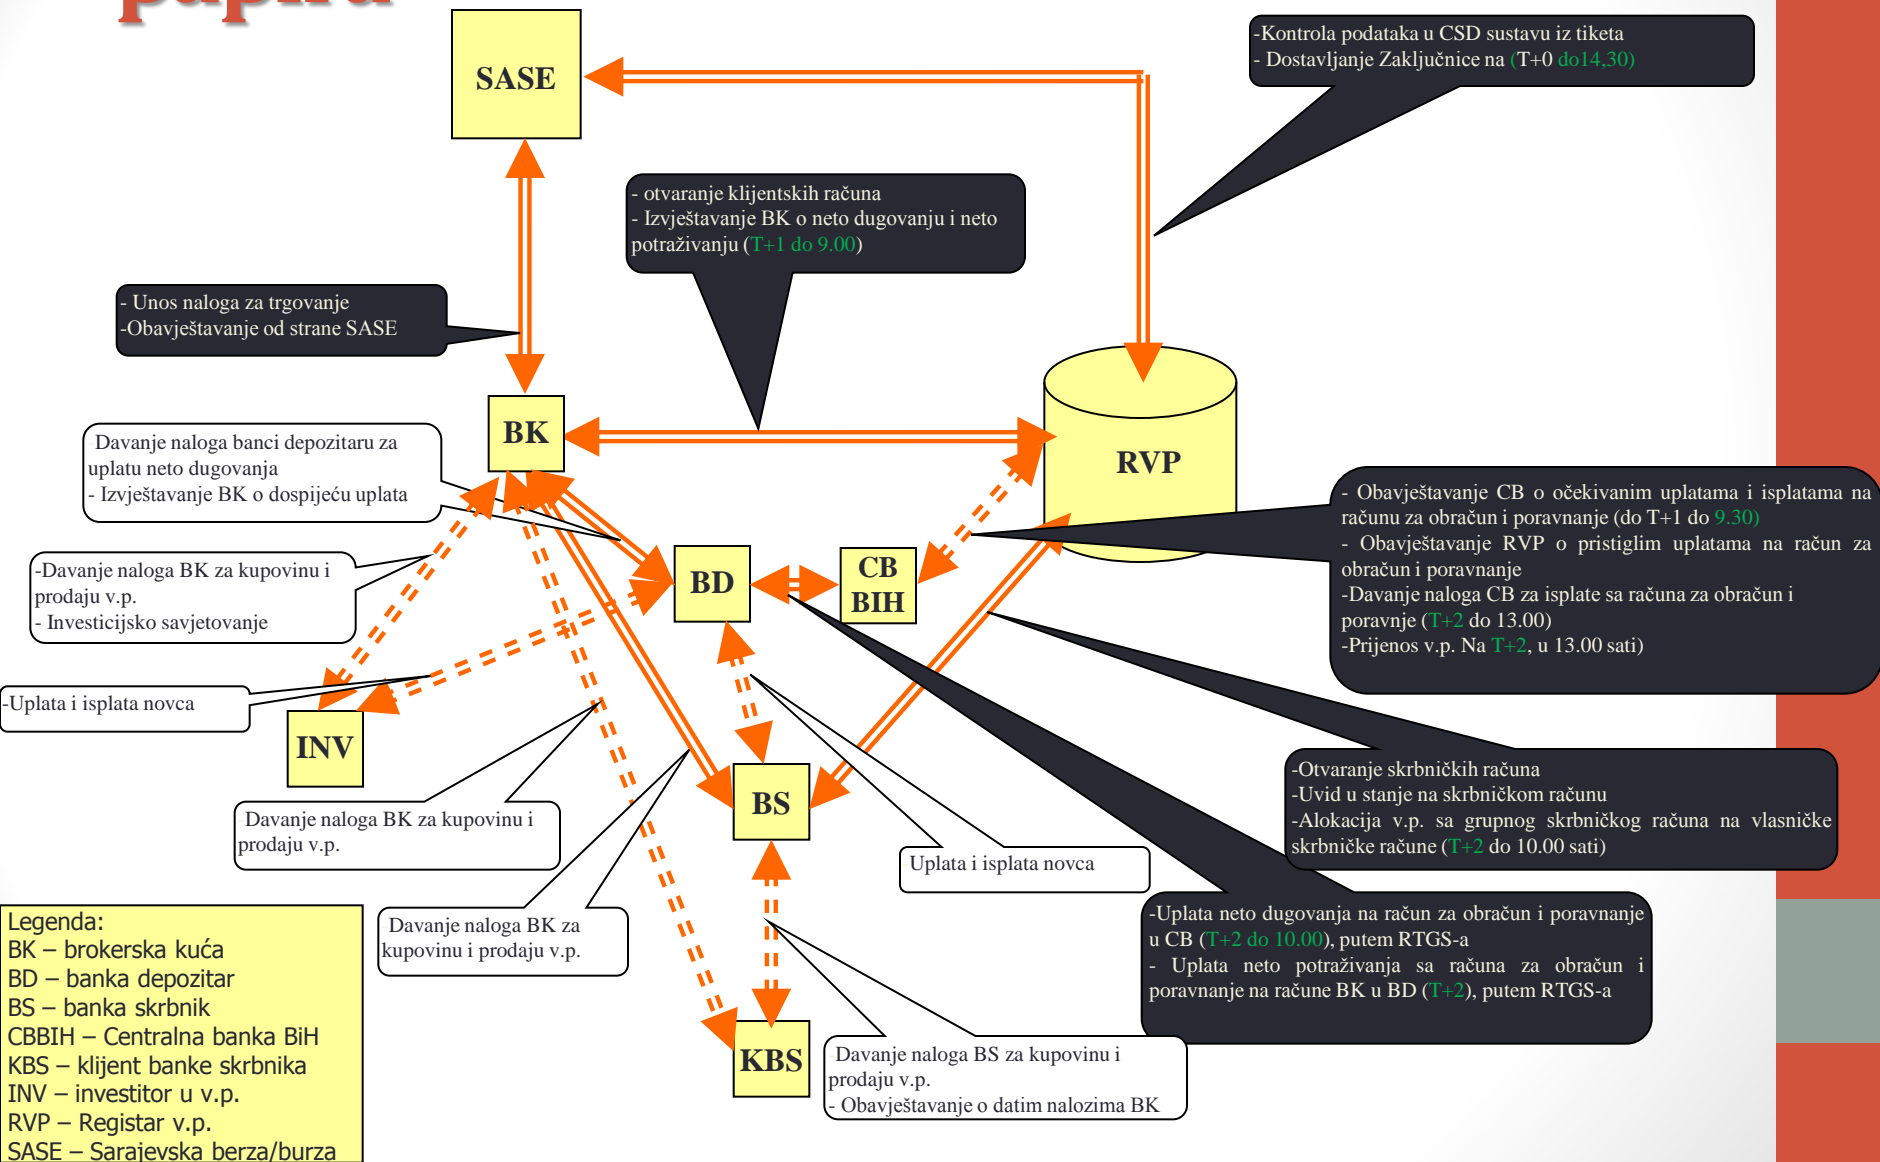 papira
SASE
-Kontrola podataka u CSD sustavu iz tiketa
- Dostavljanje Zaključnice na (T+0 do14,30)
- otvaranje klijentskih računa
- Izvještavanje BK o neto dugovanju i neto
potraživanju (T+1 do 9.00)
- Unos naloga za trgovanje
-Obavještavanje od strane SASE
BK
RVP
Davanje naloga banci depozitaru za
uplatu neto dugovanja
- Izvještavanje BK o dospijeću uplata
- Obavještavanje CB o očekivanim uplatama i isplatama na
računu za obračun i poravnanje (do T+1 do 9.30)
- Obavještavanje RVP o pristiglim uplatama na račun za
obračun i poravnanje
-Davanje naloga CB za isplate sa računa za obračun i
poravnje (T+2 do 13.00)
-Prijenos v.p. Na T+2, u 13.00 sati)
-Davanje naloga BK za kupovinu i
prodaju v.p.
- Investicijsko savjetovanje
BD
CB
BIH
-Uplata i isplata novca
INV
BS
-Otvaranje skrbničkih računa
-Uvid u stanje na skrbničkom računu
-Alokacija v.p. sa grupnog skrbničkog računa na vlasničke
skrbničke račune (T+2 do 10.00 sati)
Davanje naloga BK za kupovinu i
prodaju v.p.
Uplata i isplata novca
Davanje naloga BK za
kupovinu i prodaju v.p.
-Uplata neto dugovanja na račun za obračun i poravnanje
u CB (T+2 do 10.00), putem RTGS-a
- Uplata neto potraživanja sa računa za obračun i
poravnanje na račune BK u BD (T+2), putem RTGS-a
KBS
Davanje naloga BS za kupovinu i
prodaju v.p.
- Obavještavanje o datim nalozima BK
Legenda:
BK – brokerska kuća
BD – banka depozitar
BS – banka skrbnik
CBBIH – Centralna banka BiH
KBS – klijent banke skrbnika
INV – investitor u v.p.
RVP – Registar v.p.
SASE – Sarajevska berza/burza